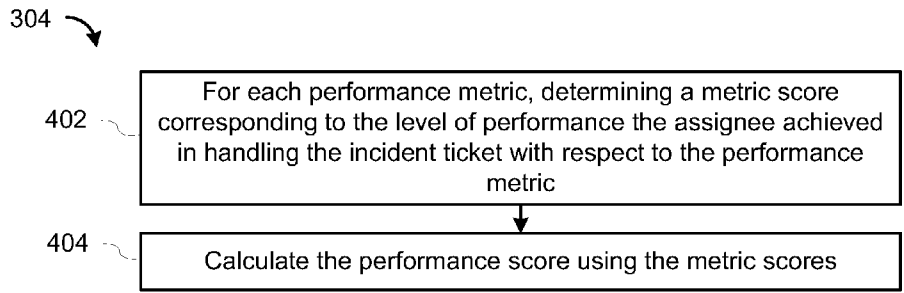 304
402
For each performance metric, determining a metric score
corresponding to the level of performance the assignee achieved
in handling the incident ticket with respect to the performance
metric
404
Calculate the performance score using the metric scores